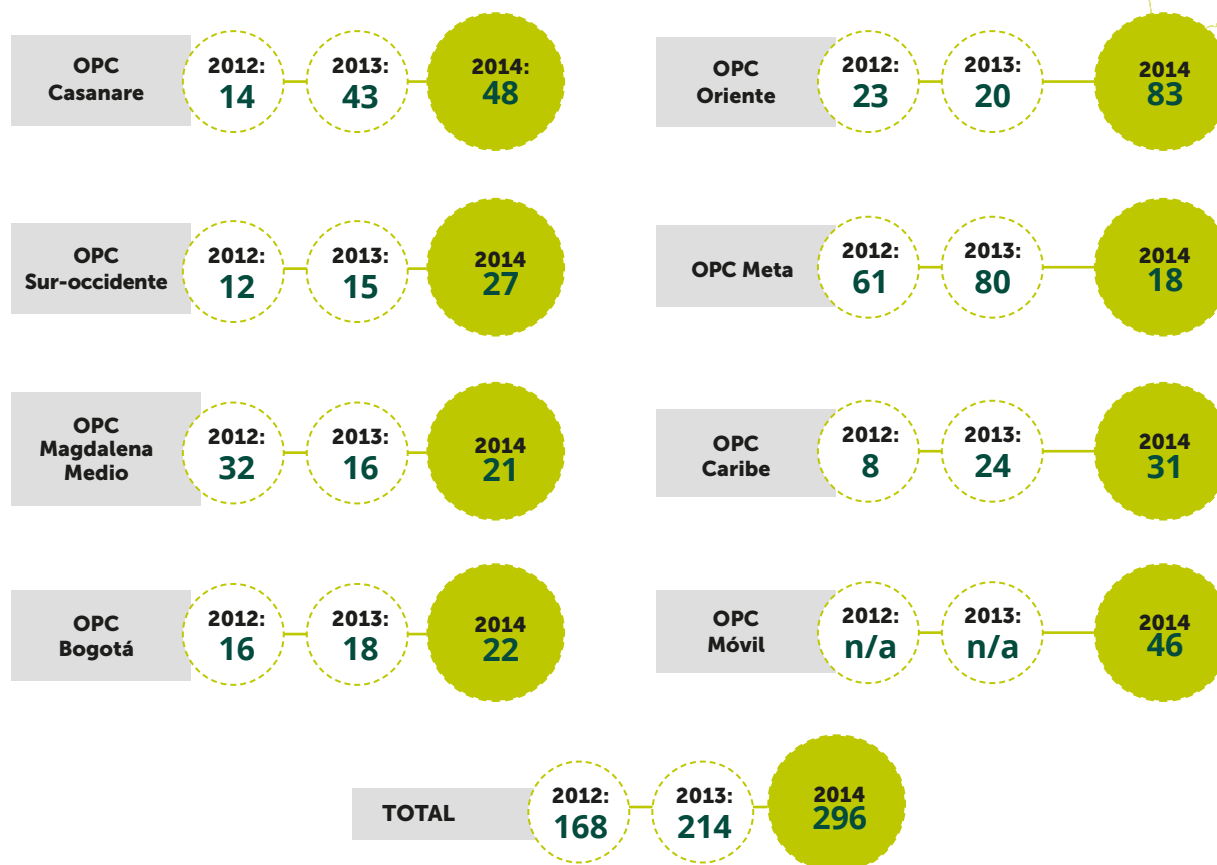 OPC
Casanare
2012:
14
2013:
43
2014:
48
OPC
Oriente
2012:
23
2013:
20
2014
83
OPC
Sur-occidente
2012:
12
2013:
15
2014
27
OPC Meta
2012:
61
2013:
80
2014
18
OPC
Magdalena
Medio
2012:
32
2013:
16
2014
21
OPC
Caribe
2012:
8
2013:
24
2014
31
OPC
Bogotá
2012:
16
2013:
18
2014
22
OPC
Móvil
2012:
n/a
2013:
n/a
2014
46
TOTAL
2012:
168
2013:
214
2014
296